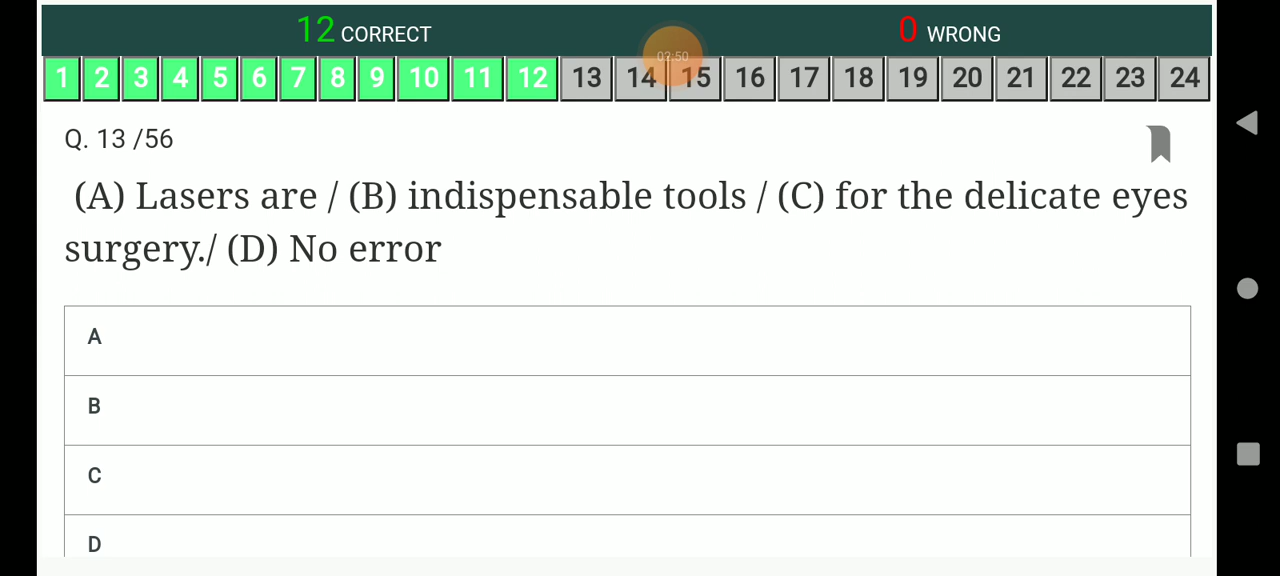 12 CORRECT 0 WRONG
02:50
1 2 3 4 5 6 7 8 9 10 11 12 13 14 15 16 17 18 19 20 21 22 23 24
Q. 13 /56
(A) Lasers are / (B) indispensable tools / (C) for the delicate eyes
surgery./ (D) No error
A
B
C
D